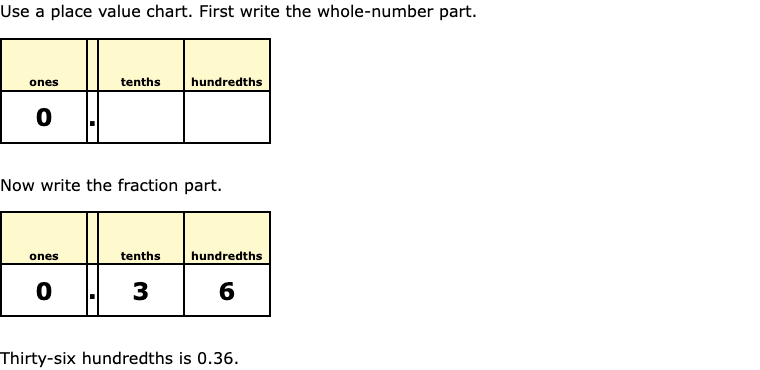 Use a place value chart. First write the whole-number part.
ones tenths hundredths
0 .
Now write the fraction part.
ones tenths hundredths
0 . 3 6
Thirty-six hundredths is 0.36.